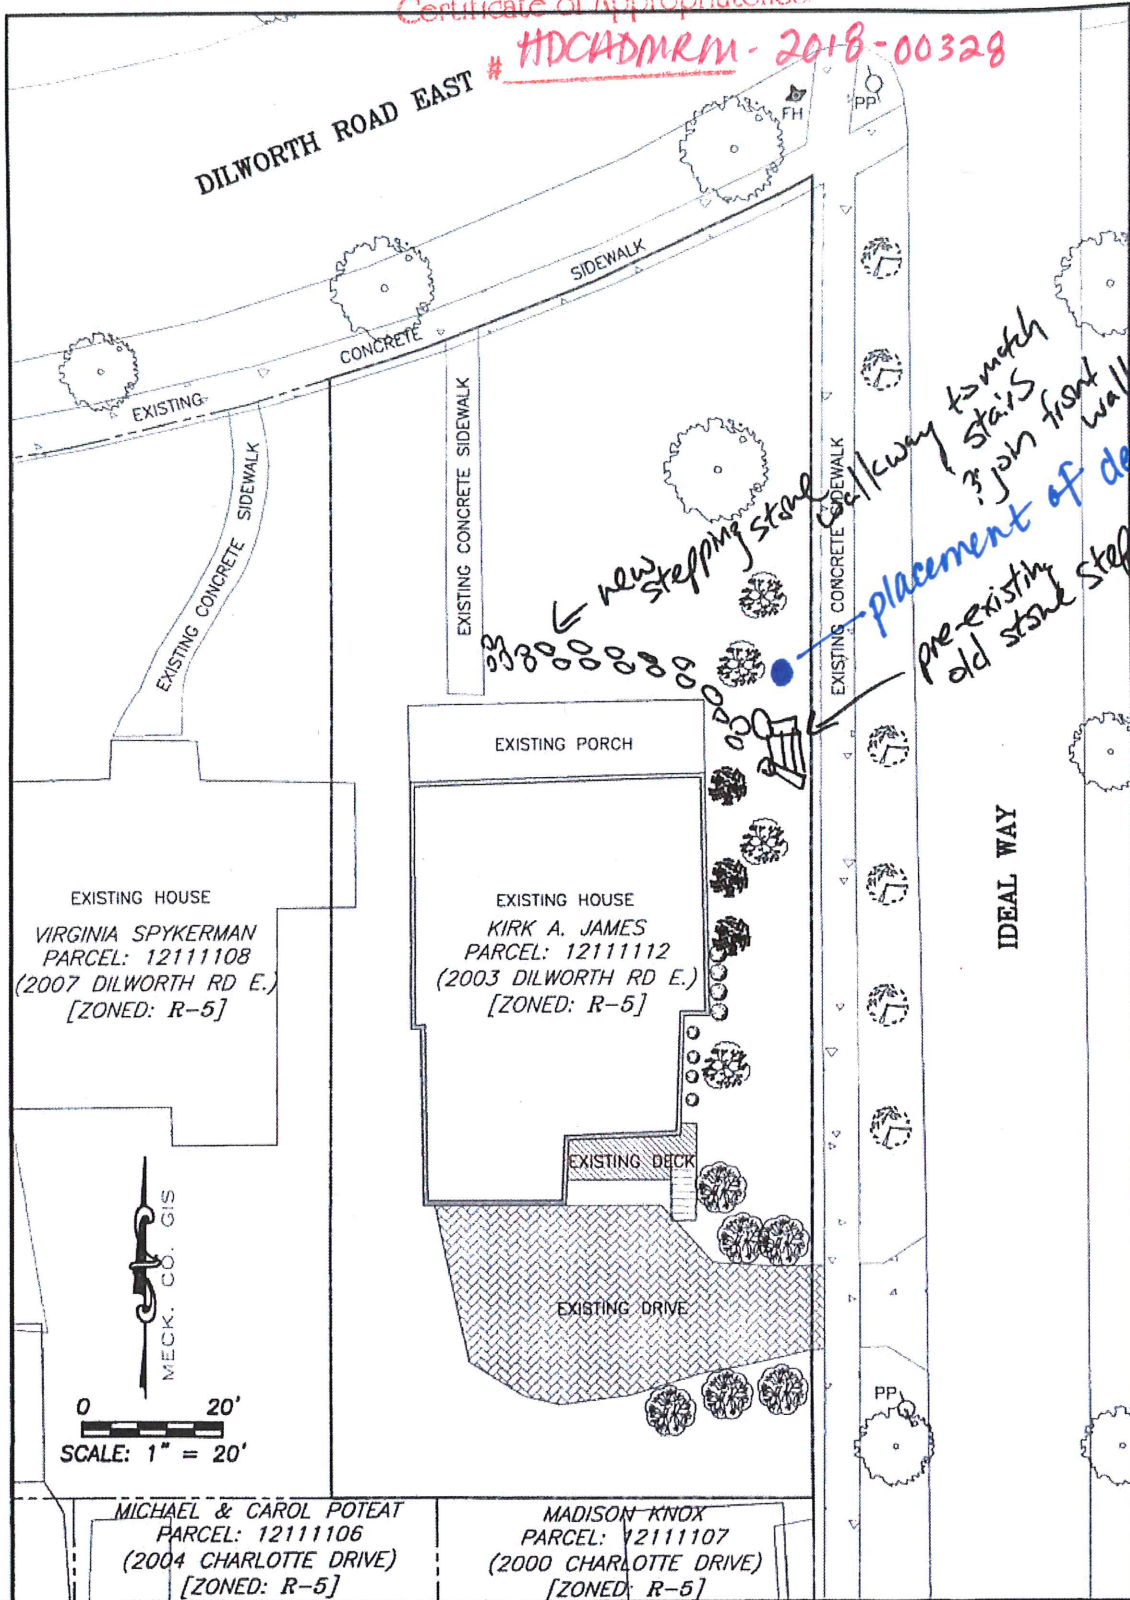 Certificate of Appropriateness
# HDCADMRM - 2018-00328
DILWORTH ROAD EAST
FH
PP
SIDEWALK
CONCRETE
EXISTING
EXISTING CONCRETE SIDEWALK
EXISTING CONCRETE SIDEWALK
EXISTING CONCRETE SIDEWALK
new stepping stone
walkway to match
stairs
& join front
walk
placement of
pre-existing
old stone
EXISTING PORCH
IDEAL WAY
EXISTING HOUSE
VIRGINIA SPYKERMAN
PARCEL: 12111108
(2007 DILWORTH RD E.)
[ZONED: R-5]
EXISTING HOUSE
KIRK A. JAMES
PARCEL: 12111112
(2003 DILWORTH RD E.)
[ZONED: R-5]
EXISTING DECK
EXISTING DRIVE
MECK. CO. GIS
0 20'
SCALE: 1" = 20'
PP
MICHAEL & CAROL POTEAT
PARCEL: 12111106
(2004 CHARLOTTE DRIVE)
[ZONED: R-5]
MADISON KNOX
PARCEL: 12111107
(2000 CHARLOTTE DRIVE)
[ZONED: R-5]